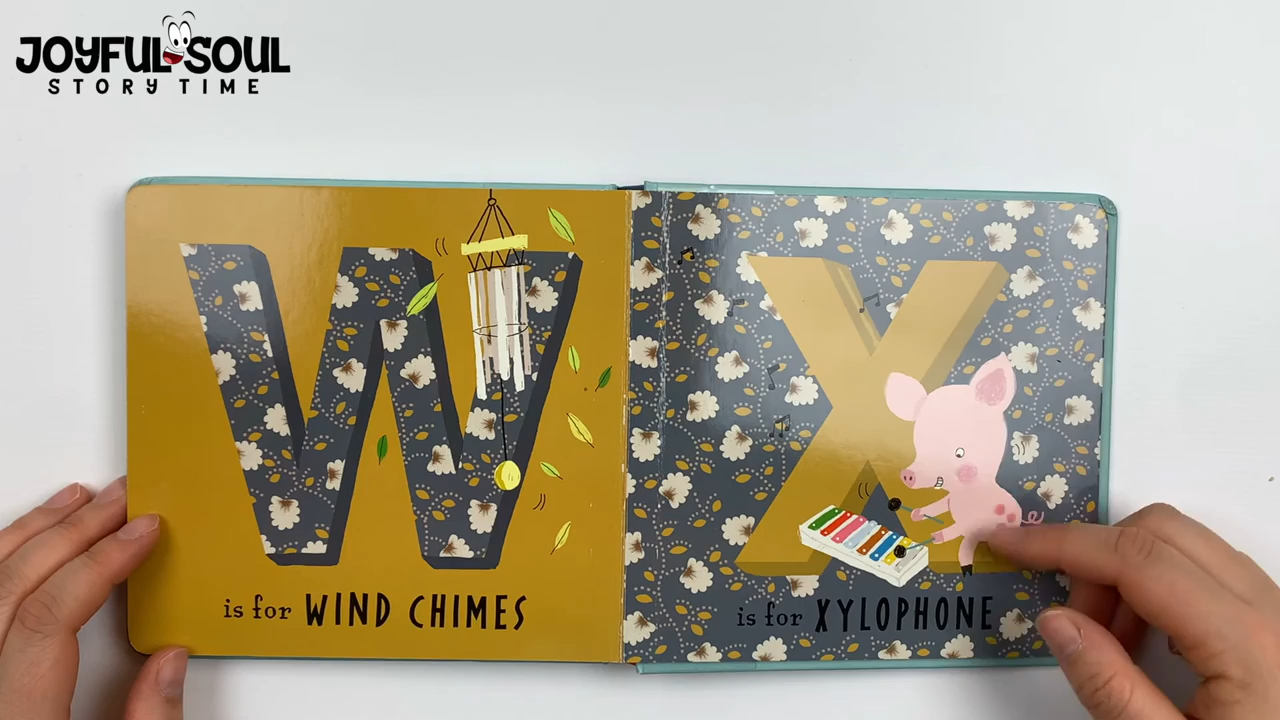 JOYFUL SOUL
STORY TIME
W
is for WIND CHIMES
X
is for XYLOPHONE